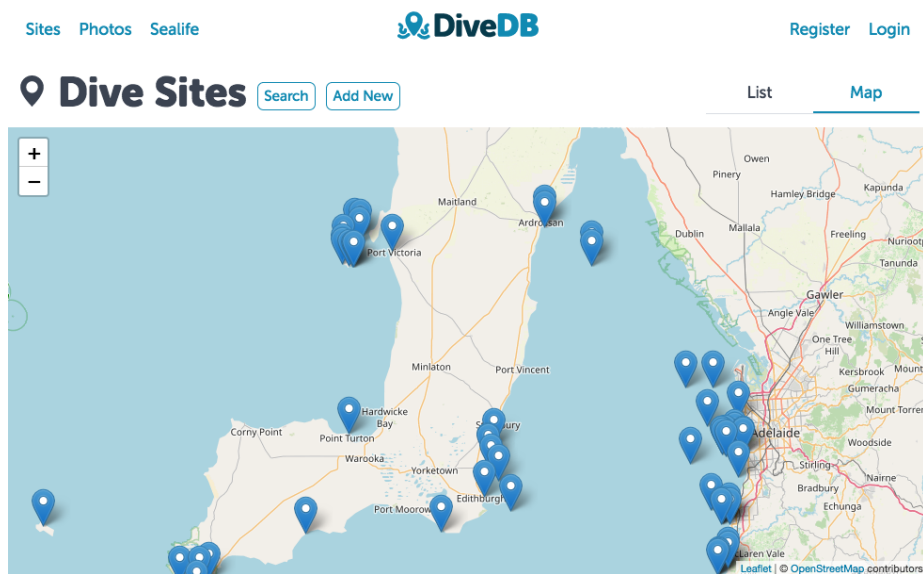 Sites Photos Sealife DiveDB Register Login
Dive Sites Search Add New List Map
+
−
Owen
Pinery
Hamley Bridge
Kapunda
Maitland
Ardrossan
Dublin
Mallala
Freeling
Port Victoria
Tanunda
Gawler
Angle Vale
Williamstown
One Tree
Hill
Minlaton
Port Vincent
Kersbrook
Mount
Gumeracha
Hardwicke
Bay
Mount Torren
Corny Point
Point Turton
Adelaide
Woodside
Warooka
Yorketown
Stirling
Nairne
Edithburgh
Bradbury
Port Moorow
Echunga
McLaren Vale
Leaflet | © OpenStreetMap contributors